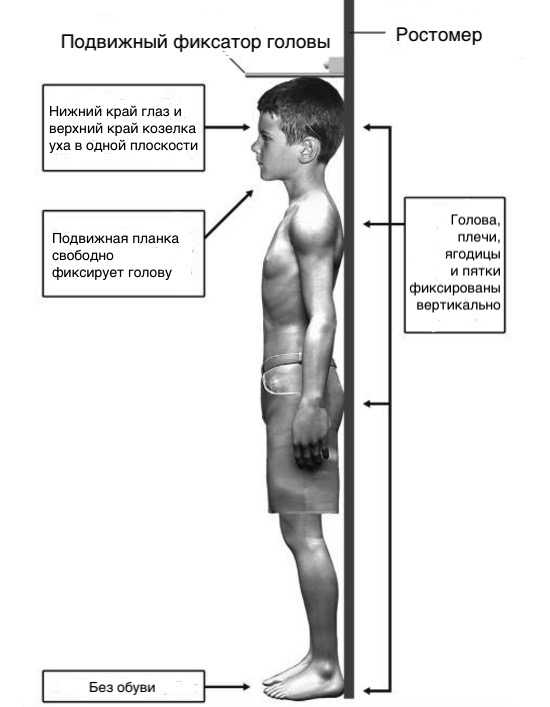 Подвижный фиксатор головы
Ростомер
Нижний край глаз и
верхний край козелка
уха в одной плоскости
Подвижная планка
свободно
фиксирует голову
Голова,
плечи,
ягодицы
и пятки
фиксированы
вертикально
Без обуви